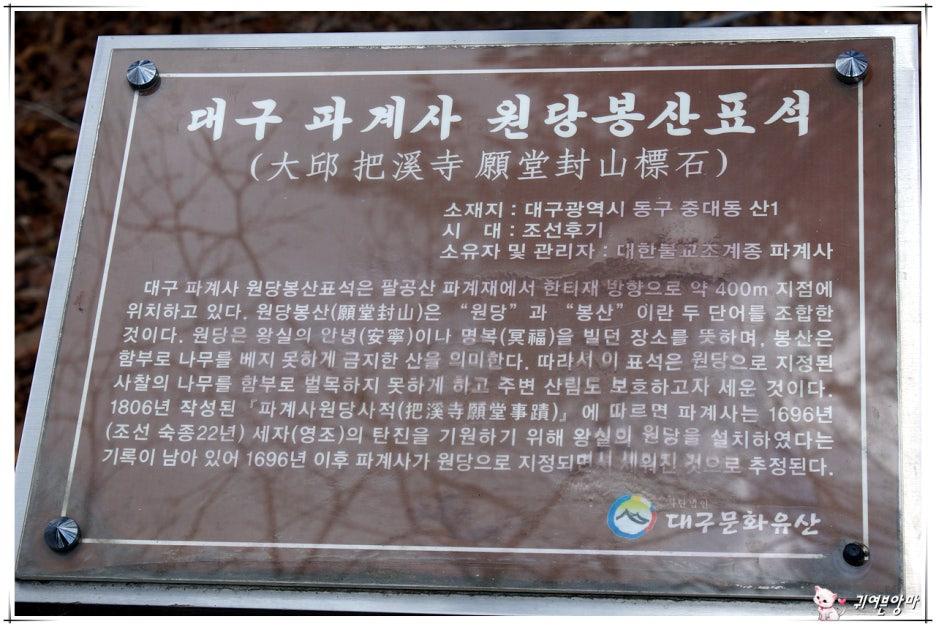 대구 파계사 원당봉산표석
(大邱 把溪寺 願堂封山標石)
소재지 : 대구광역시 동구 중대동 산1
시 대 : 조선후기
소유자 및 관리자 : 대한불교조계종 파계사
대구 파계사 원당봉산표석은 팔공산 파계재에서 한티재 방향으로 약 400m 지점에
위치하고 있다. 원당봉산(願堂封山)은 “원당”과 “봉산”이란 두 단어를 조합한
것이다. 원당은 왕실의 안녕(安寧)이나 명복(冥福)을 빌던 장소를 뜻하며, 봉산은
함부로 나무를 베지 못하게 금지한 산을 의미한다. 따라서 이 표석은 원당으로 지정된
사찰의 나무를 함부로 벌목하지 못하게 하고 주변 산림도 보호하고자 세운 것이다.
1806년 작성된 『파계사원당사적(把溪寺願堂事蹟)』에 따르면 파계사는 1696년
(조선 숙종22년) 세자(영조)의 탄진을 기원하기 위해 왕실의 원당을 설치하였다는
기록이 남아 있어 1696년 이후 파계사가 원당으로 지정되면서 세워진 것으로 추정된다.
사단법인
대구문화유산
귀여븐앙마